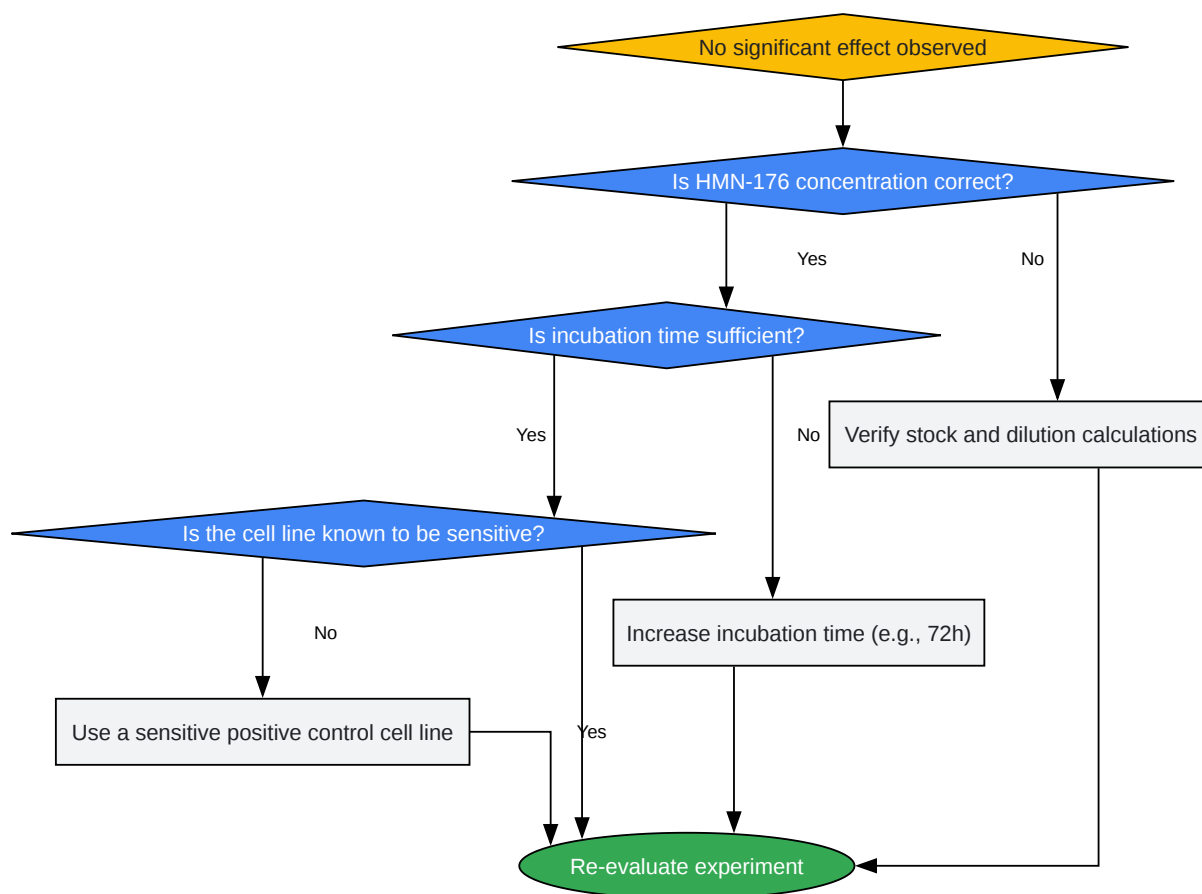 No significant effect observed
Is HMN-176 concentration correct?
Yes
No
Is incubation time sufficient?
Yes
No
Verify stock and dilution calculations
Is the cell line known to be sensitive?
No
Increase incubation time (e.g., 72h)
Use a sensitive positive control cell line
Yes
Re-evaluate experiment